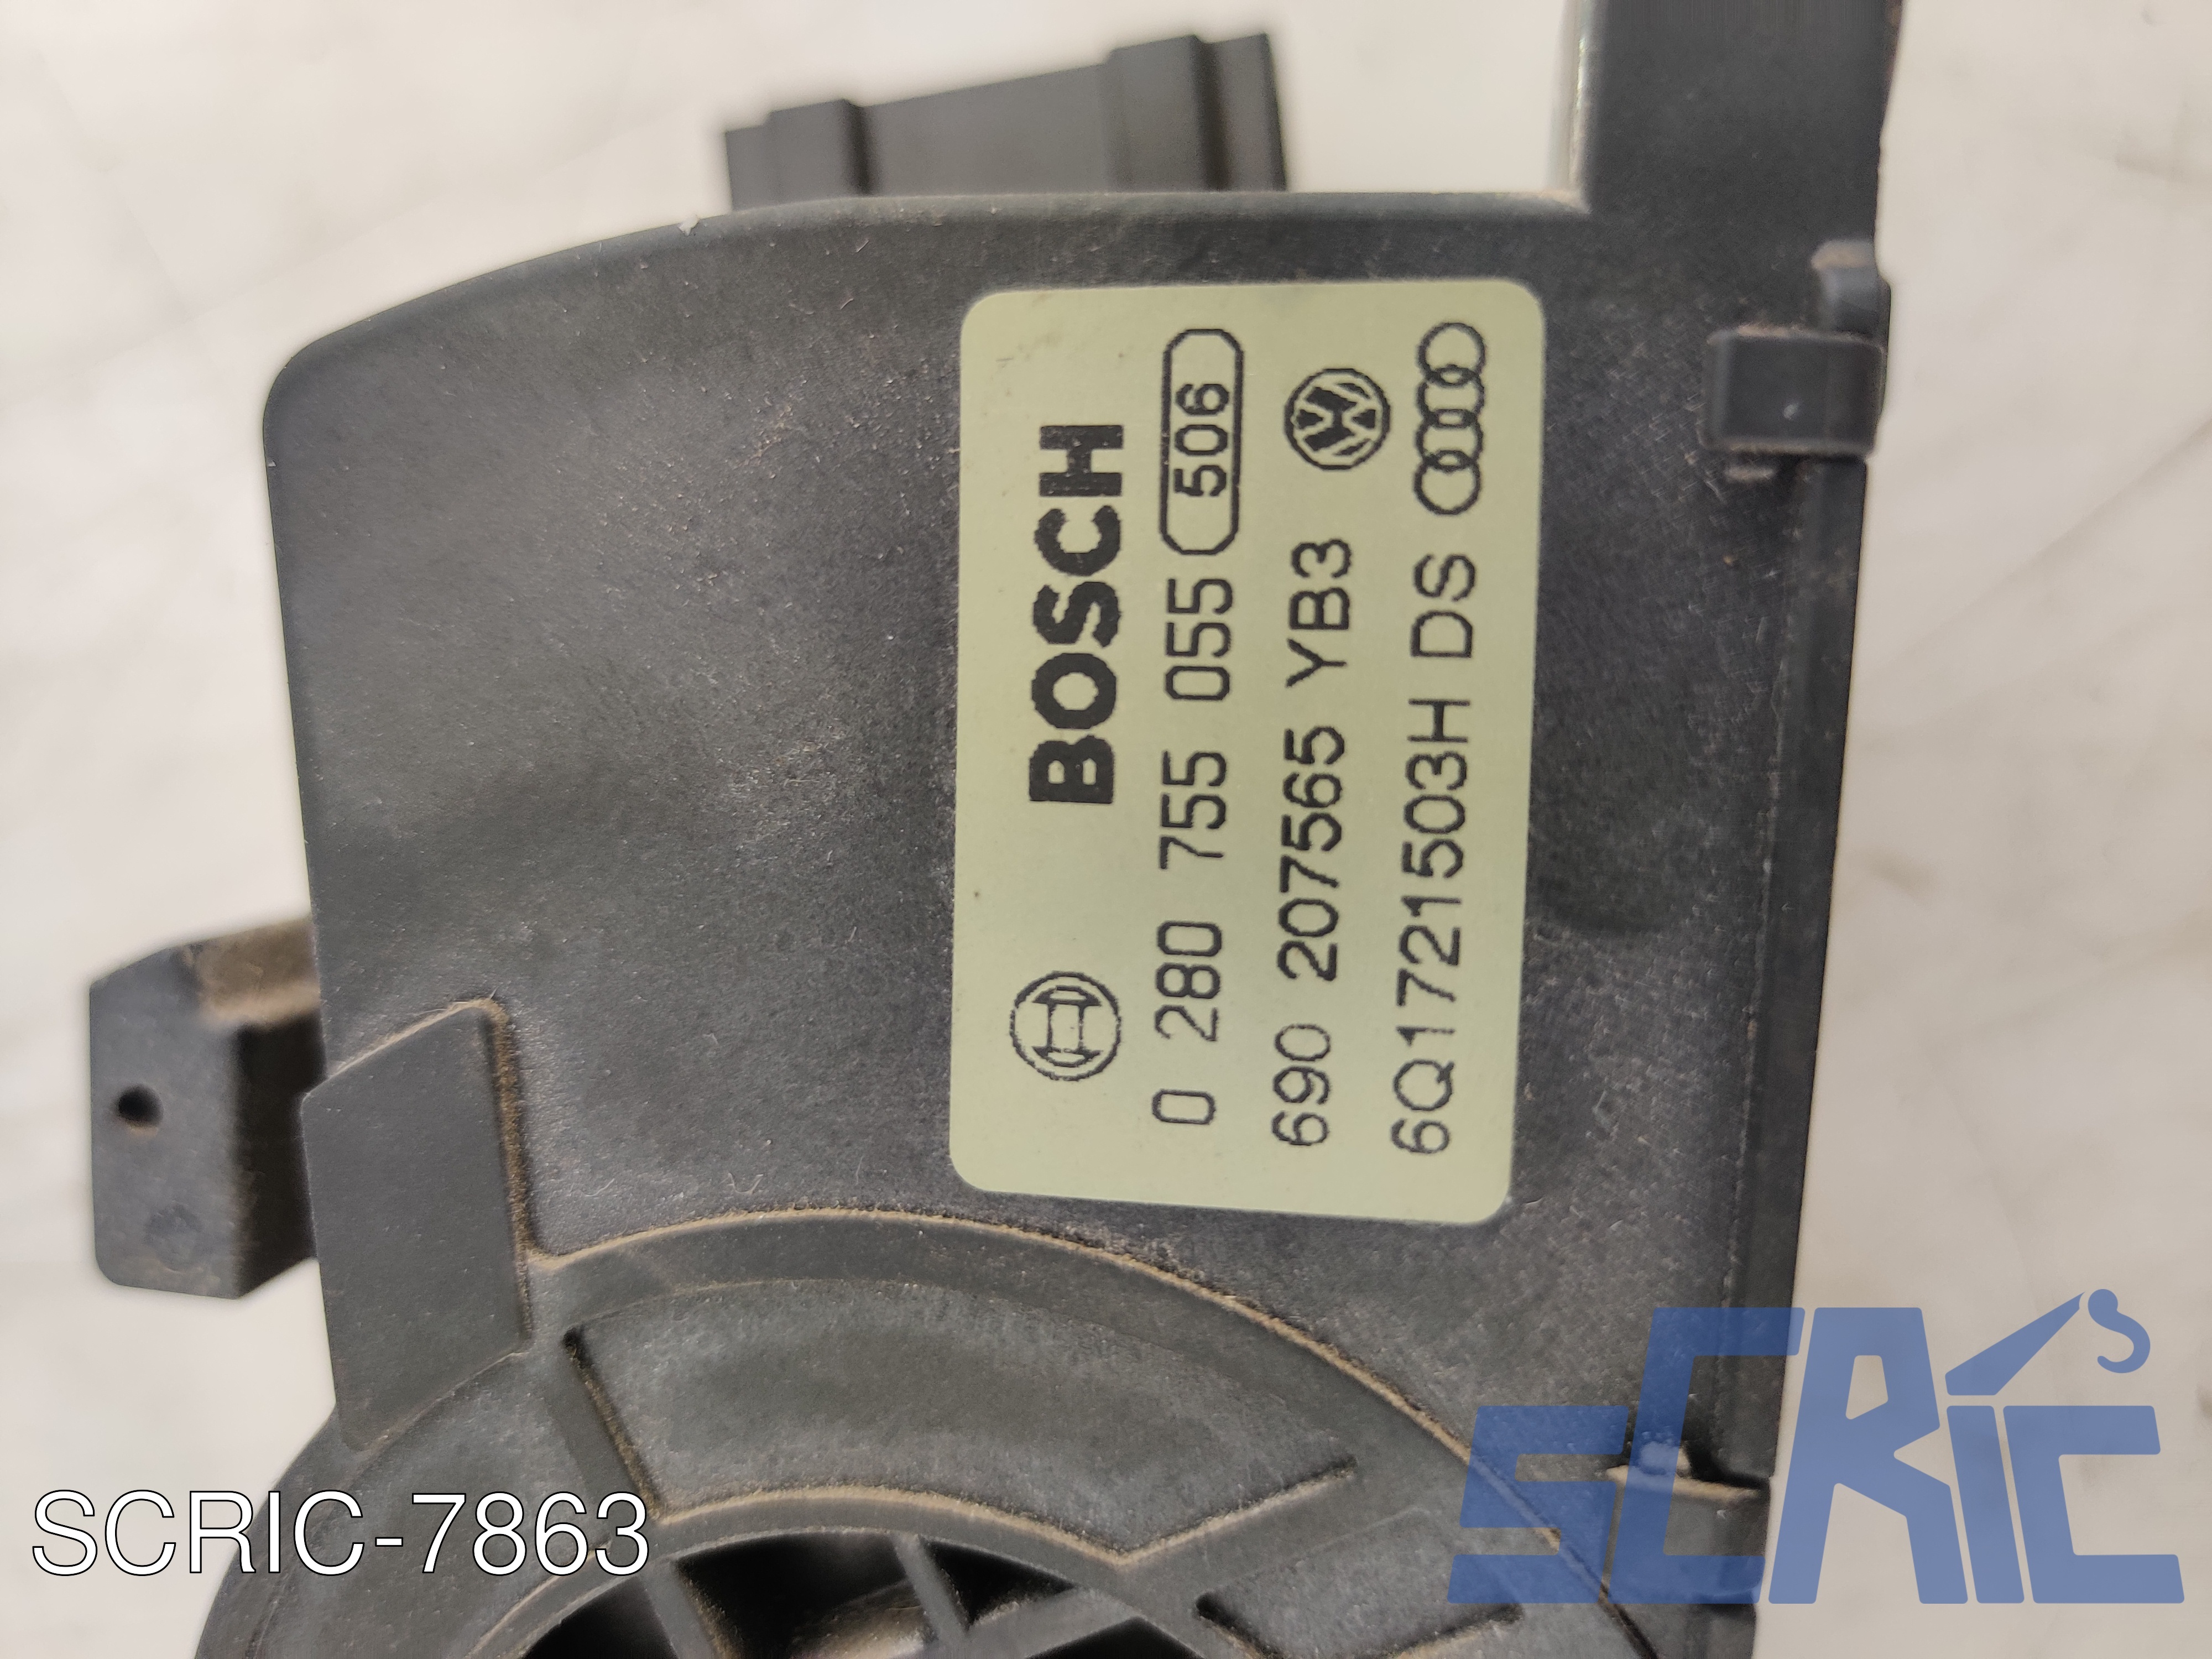 BOSCH
0 280 755 055 506
690 207565 YB3
6Q1721503H DS
SCRIC-7863
SCRIC'S